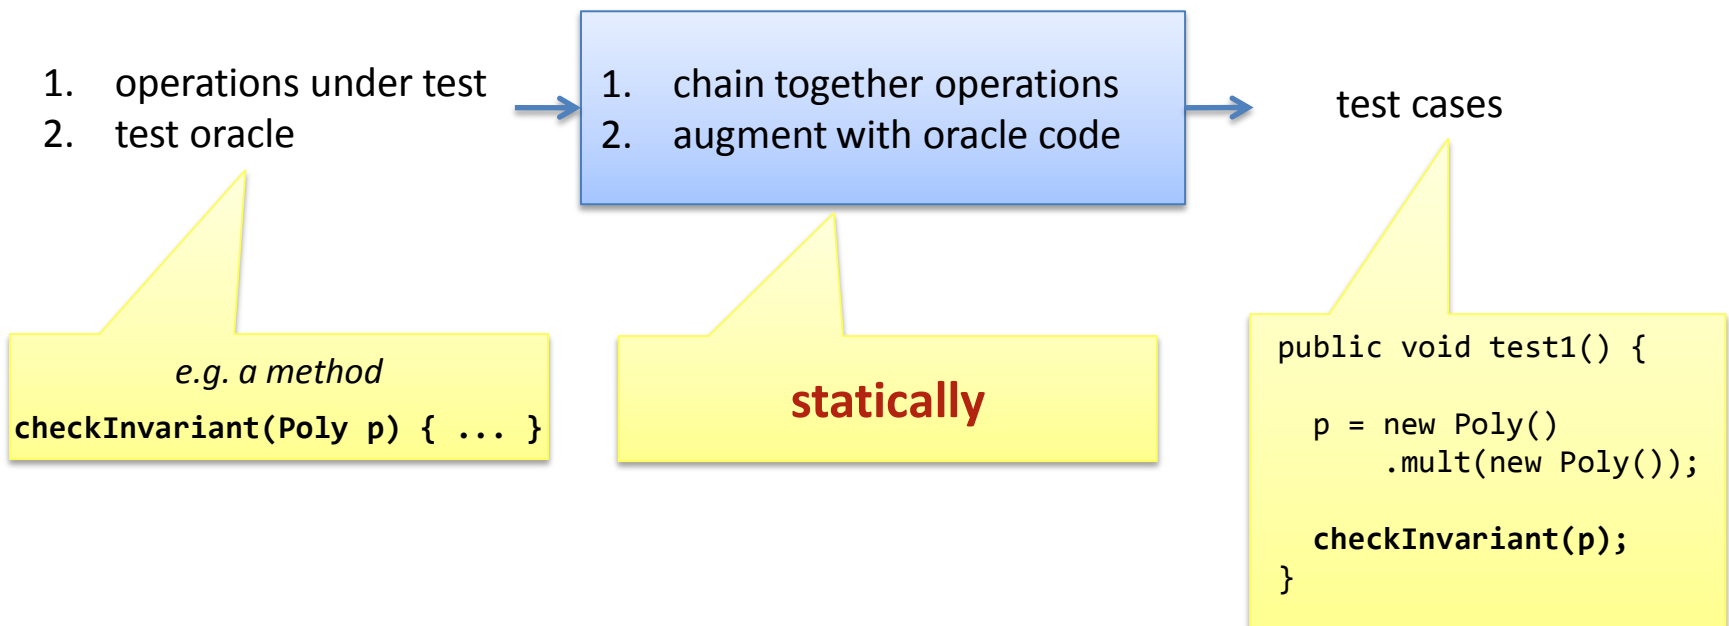 1. operations under test
2. test oracle
1. chain together operations
2. augment with oracle code
test cases
e.g. a method
checkInvariant(Poly p) { ... }
statically
public void test1() {
p = new Poly()
.mult(new Poly());
checkInvariant(p);
}